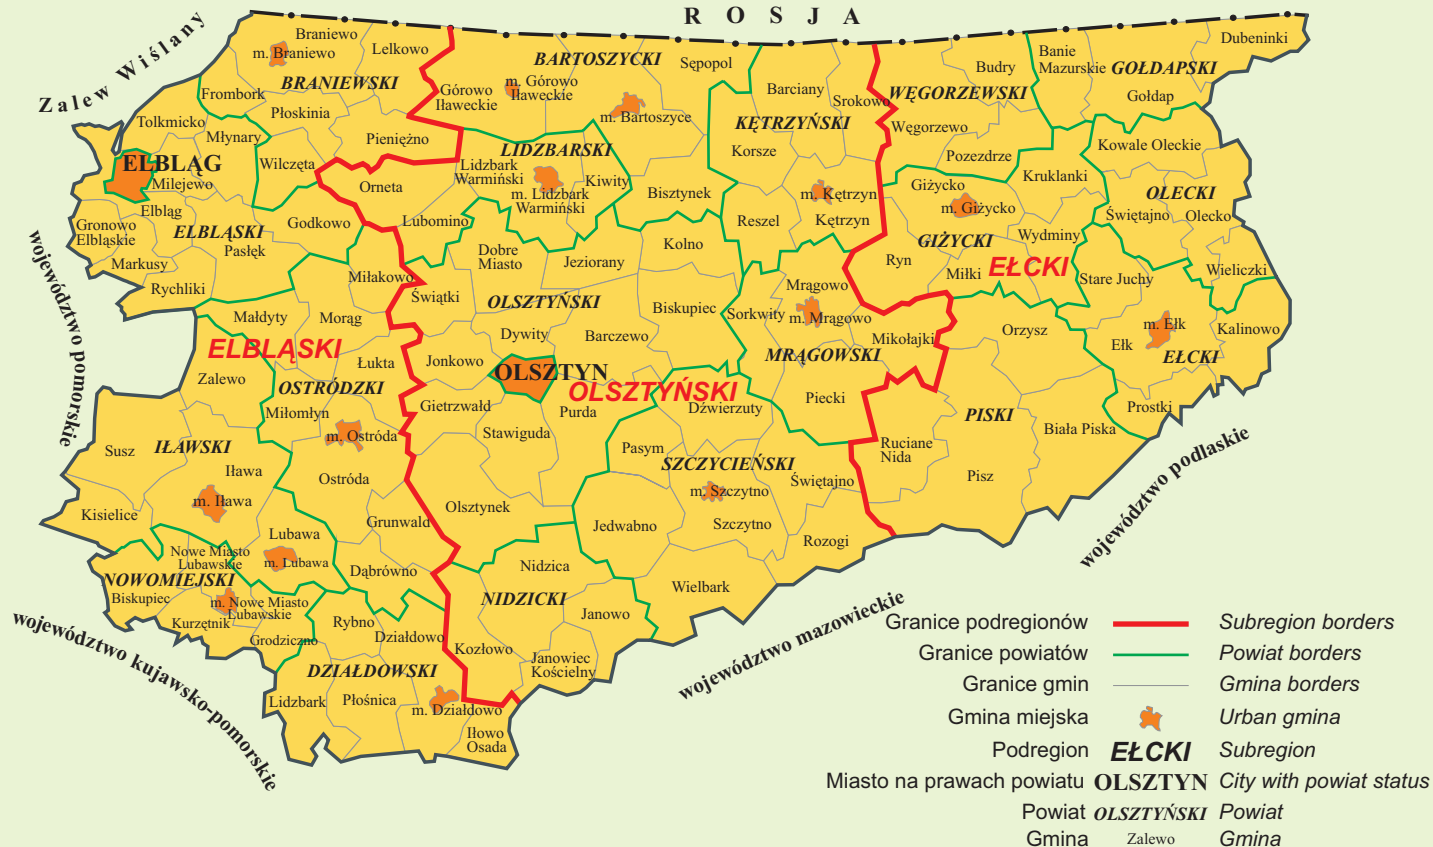 R O S J A
Zalew Wiślany
województwo pomorskie
województwo kujawsko-pomorskie
województwo mazowieckie
województwo podlaskie
Braniewo
m. Braniewo
Lelkowo
BRANIEWSKI
Frombork
Płoskinia
Tolkmicko
Młynary
Pieniężno
Wilczęta
ELBLĄG
Milejewo
Elbląg
Gronowo
Elbląskie
ELBLĄSKI
Godkowo
Pasłęk
Markusy
Rychliki
Orneta
Lubomino
Miłakowo
Małdyty
Morąg
ELBLĄSKI
Łukta
Zalewo
OSTRÓDZKI
Miłomłyn
m. Ostróda
Susz
IŁAWSKI
Iława
m. Iława
Ostróda
Kisielice
Grunwald
Lubawa
m. Lubawa
Nowe Miasto
Lubawskie
NOWOMIEJSKI
Biskupiec
m. Nowe Miasto
Lubawskie
Kurzętnik
Grodziczno
Dąbrówno
Rybno
Działdowo
DZIAŁDOWSKI
Lidzbark
Płośnica
m. Działdowo
Iłowo
Osada
BARTOSZYCKI
Sępopol
Górowo
Iławeckie
m. Górowo
Iławeckie
m. Bartoszyce
LIDZBARSKI
Lidzbark
Warmiński
m. Lidzbark
Warmiński
Kiwity
Bisztynek
Dobre
Miasto
Jeziorany
Kolno
Świątki
OLSZTYŃSKI
Biskupiec
Dywity
Barczewo
Jonkowo
OLSZTYN
OLSZTYŃSKI
Gietrzwałd
Purda
Stawiguda
Olsztynek
Dźwierzuty
Pasym
SZCZYCIEŃSKI
m. Szczytno
Świętajno
Szczytno
Jedwabno
Rozogi
Wielbark
Nidzica
NIDZICKI
Janowo
Kozłowo
Janowiec
Kościelny
Barciany
Srokowo
KĘTRZYŃSKI
Korsze
m. Kętrzyn
Reszel
Kętrzyn
Mrągowo
Sorkwity
m. Mrągowo
Mikołajki
MRĄGOWSKI
Piecki
Budry
WĘGORZEWSKI
Węgorzewo
Pozezdrze
Banie
Mazurskie
GOŁDAPSKI
Dubeninki
Gołdap
Kowale Oleckie
Giżycko
m. Giżycko
Kruklanki
OLECKI
Świętajno
Olecko
Wydminy
GIŻYCKI
EŁCKI
Ryn
Miłki
Stare Juchy
Wieliczki
Orzysz
m. Ełk
Ełk
Kalinowo
EŁCKI
Prostki
PISKI
Biała Piska
Ruciane
Nida
Pisz
Granice podregionów Subregion borders
Granice powiatów Powiat borders
Granice gmin Gmina borders
Gmina miejska Urban gmina
Podregion EŁCKI Subregion
Miasto na prawach powiatu OLSZTYN City with powiat status
Powiat OLSZTYŃSKI Powiat
Gmina Zalewo Gmina